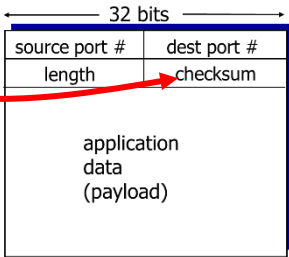 32 bits
source port # dest port #
length checksum
application
data
(payload)